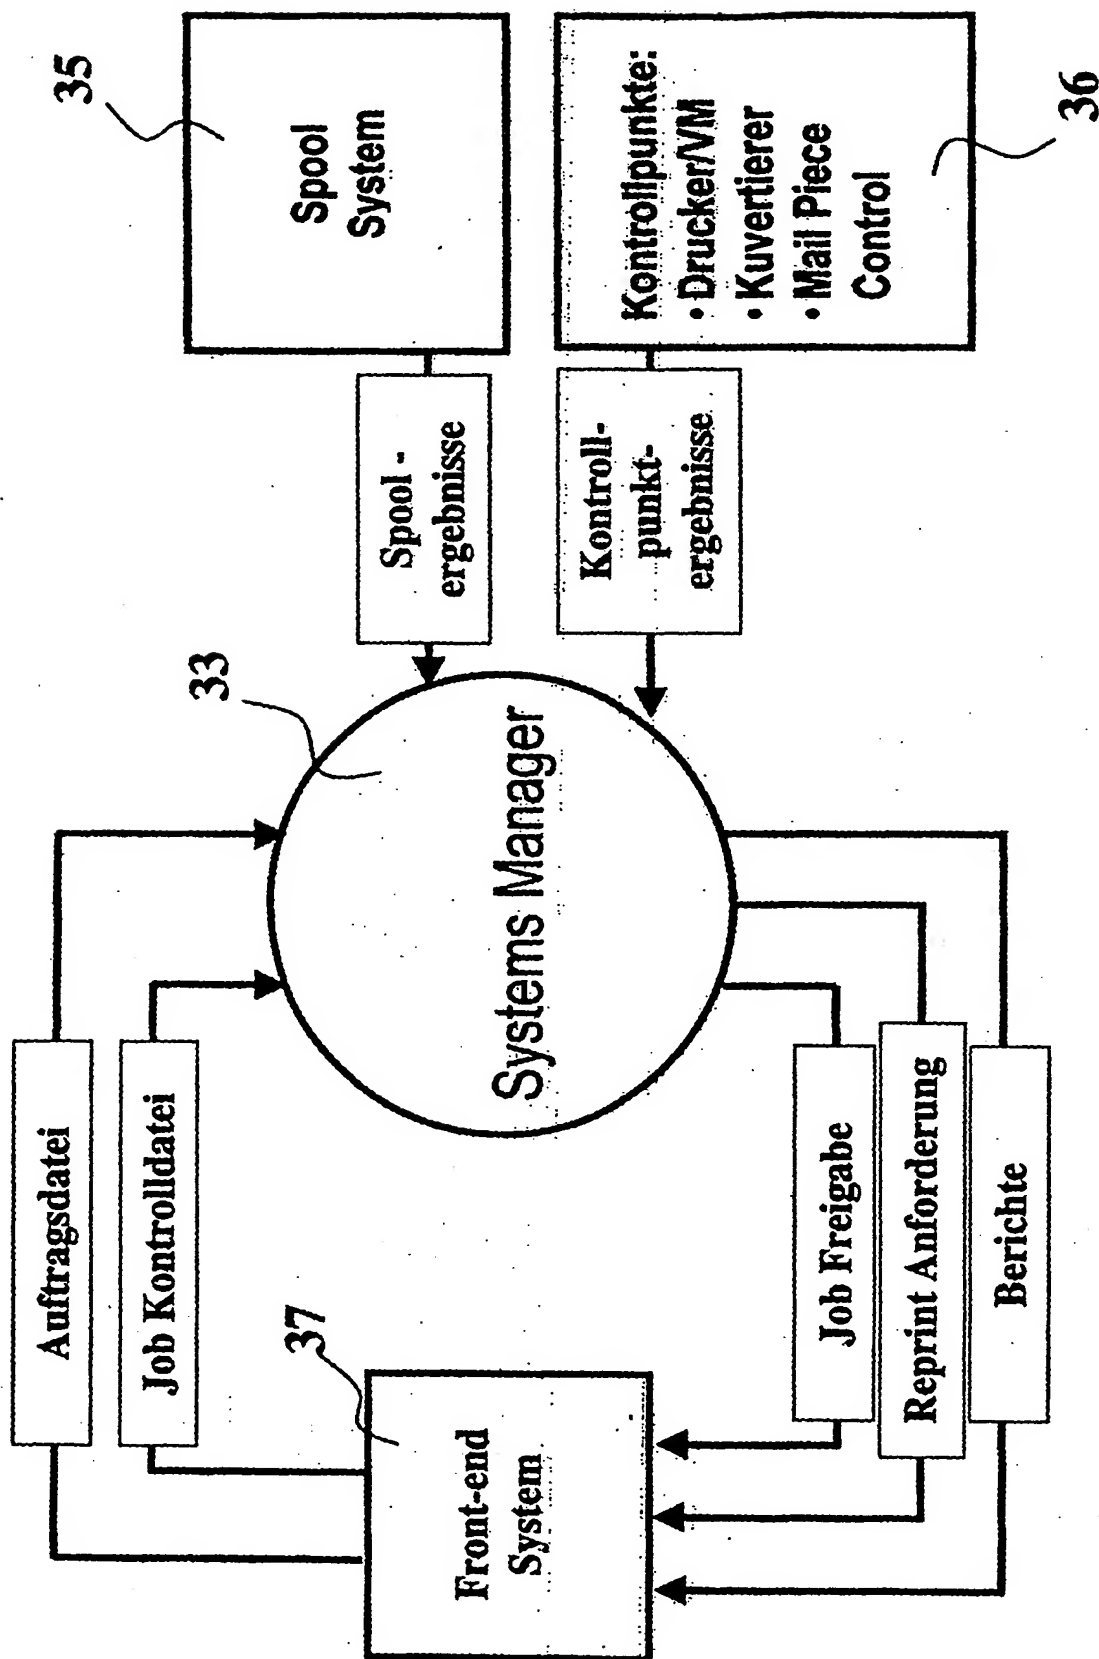 Auftragsdatei
Job Kontrolldatei
37
Front-end
System
Job Freigabe
Reprint Anforderung
Berichte
33
Systems Manager
Spool -
ergebnisse
Kontroll-
punkt-
ergebnisse
35
Spool
System
Kontrollpunkte:
• Drucker/VM
• Kuvertierer
• Mail Piece
Control
36